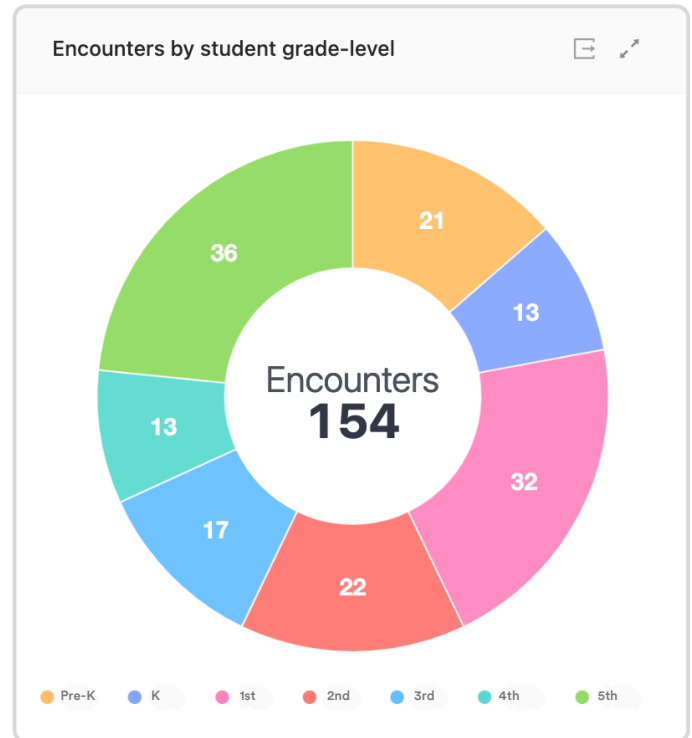 Encounters by student grade-level
21
36
13
Encounters
154
13
32
17
22
Pre-K K 1st 2nd 3rd 4th 5th